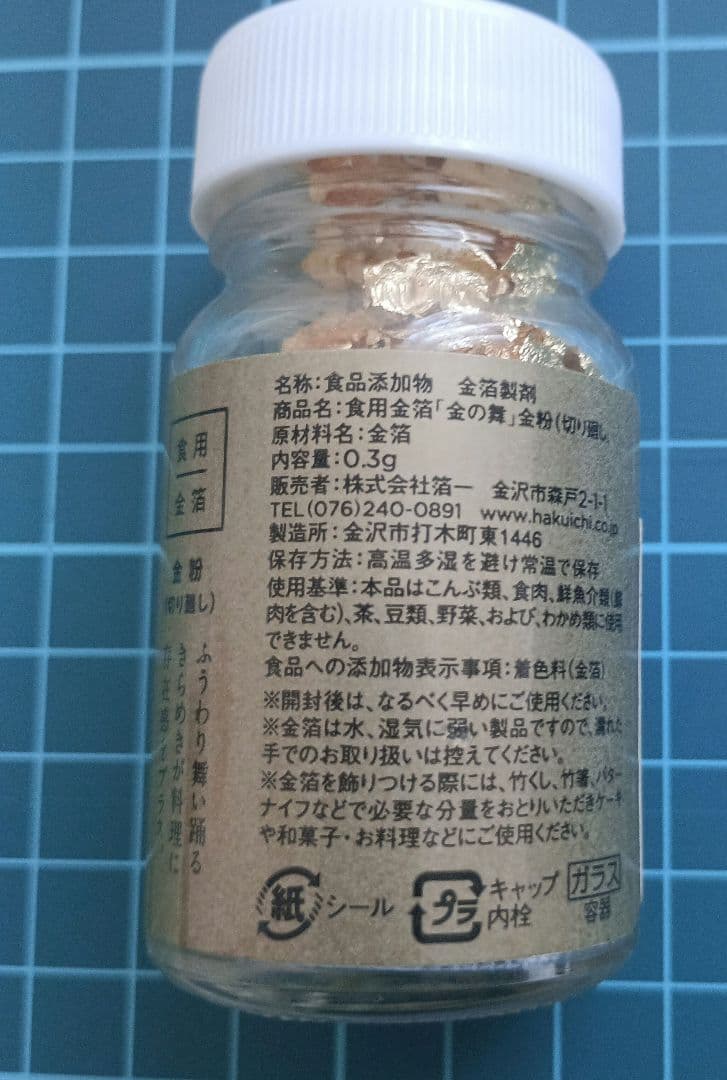 名称:食品添加物 金箔製剤
商品名:食用金箔「金の舞」金粉(切り廻し
原材料名:金箔
内容量:0.3g
販売者:株式会社箔一 金沢市森戸2-1-1
TEL(076)240-0891 www.hakuichi.co.jp
製造所:金沢市打木町東1446
保存方法:高温多湿を避け常温で保存
使用基準:本品はこんぶ類、食肉、鮮魚介類(鯨
肉を含む)、茶、豆類、野菜、および、わかめ類に使用
できません。
食品への添加物表示事項:着色料(金箔)
※開封後は、なるべく早めにご使用ください。
※金箔は水、湿気に弱い製品ですので、濡れた
手でのお取り扱いは控えてください。
※金箔を飾りつける際には、竹くし、竹箸、バター
ナイフなどで必要な分量をおとりいただきケーキ
や和菓子・お料理などにご使用ください。
紙 シール
プラ キャップ
内栓
ガラス
容器
食用
金箔
金粉
(切り廻し)
ふうわり舞い踊る
きらめきが料理に
存在感をプラス